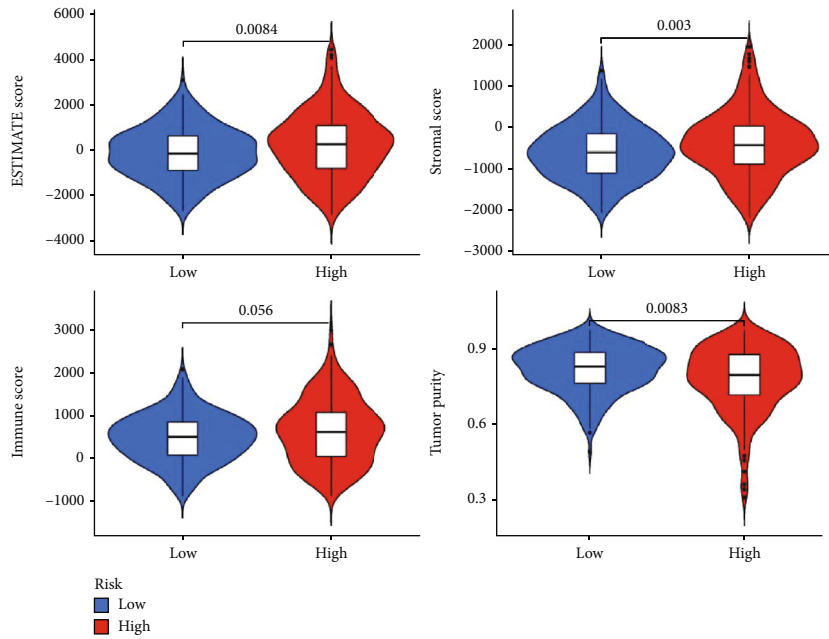 ESTIMATE score
6000
4000
2000
0
−2000
−4000
0.0084
Low
High
Stromal score
2000
1000
0
−1000
−2000
−3000
0.003
Low
High
Immune score
3000
2000
1000
0
−1000
0.056
Low
High
Tumor purity
0.9
0.6
0.3
0.0083
Low
High
Risk
Low
High